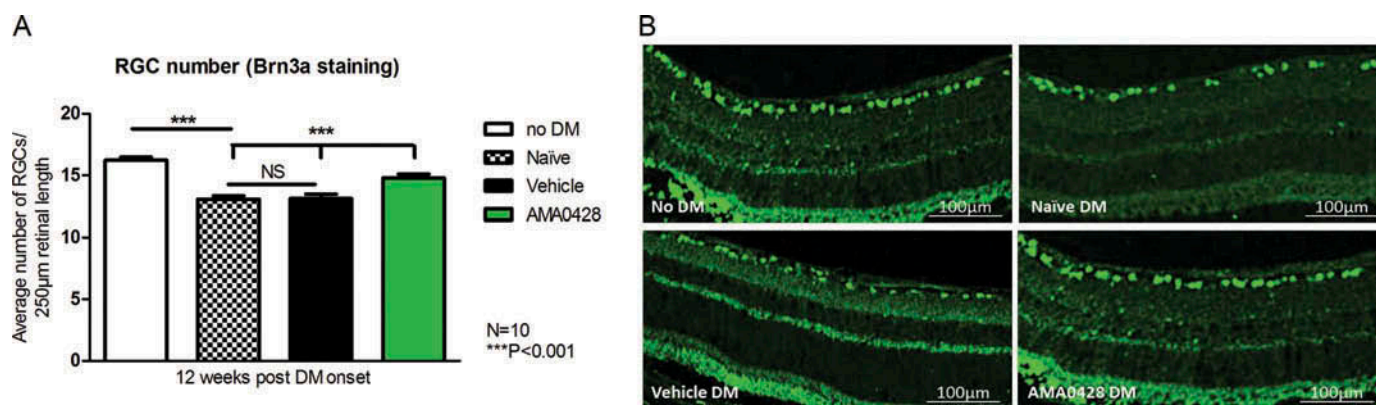 A
B
RGC number (Brn3a staining)
Average number of RGCs/
250µm retinal length
20
15
10
5
0
***
***
NS
12 weeks post DM onset
no DM
Naïve
Vehicle
AMA0428
N=10
***P<0.001
No DM
100µm
Naïve DM
100µm
Vehicle DM
100µm
AMA0428 DM
100µm